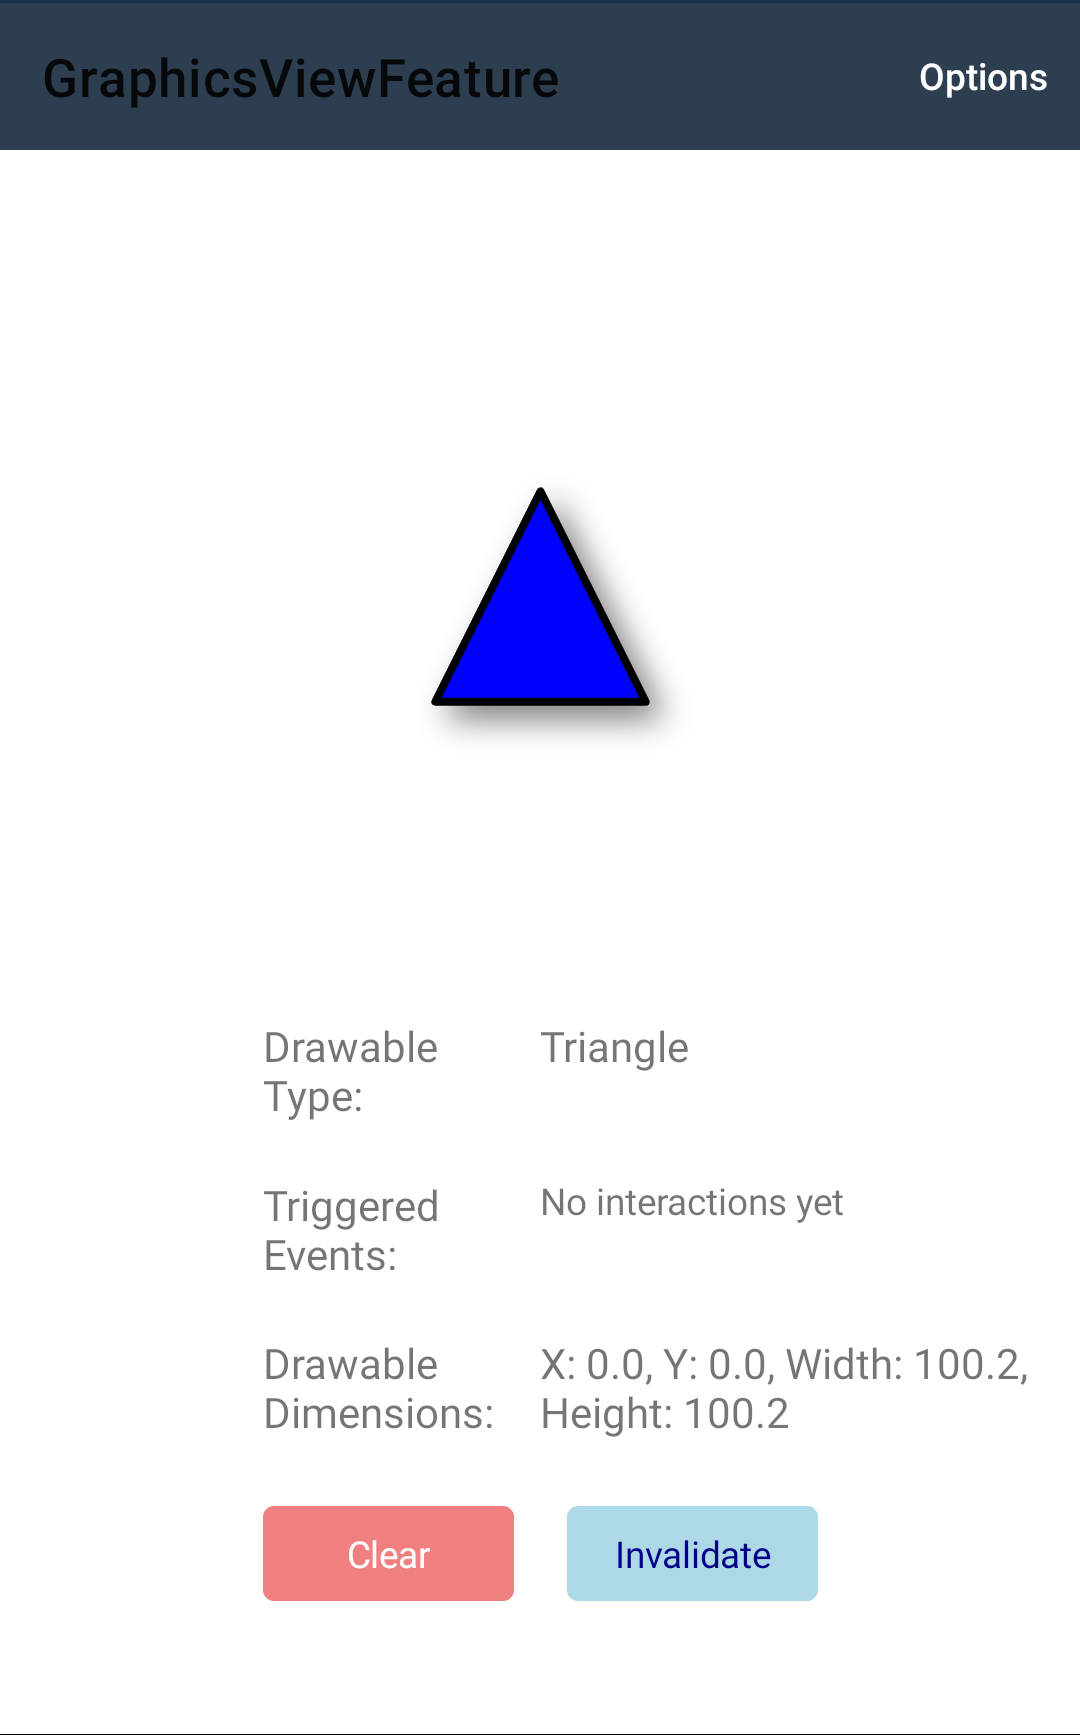 GraphicsViewFeature
Options
Drawable
Type:
Triangle
Triggered
Events:
No interactions yet
Drawable
Dimensions:
X: 0.0, Y: 0.0, Width: 100.2,
Height: 100.2
Clear
Invalidate